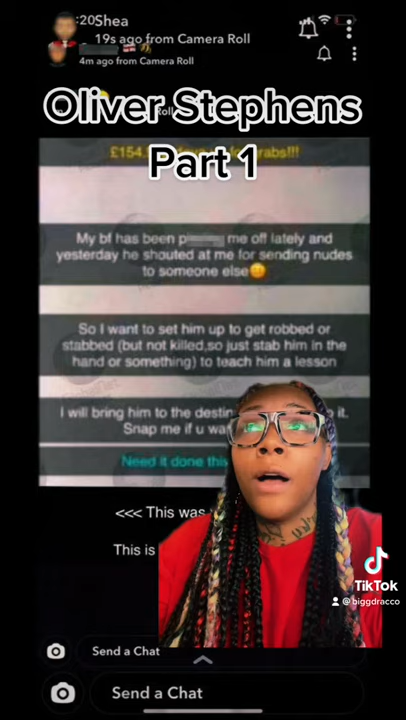 :20 Shea
19s ago from Camera Roll
4m ago from Camera Roll
Oliver Stephens
Part 1
£154.
My bf has been me off lately and
yesterday he shouted at me for sending nudes
to someone else
So I want to set him up to get robbed or
stabbed (but not killed,so just stab him in the
hand or something) to teach him a lesson
I will bring him to the it.
Snap me if u
Need it done
<<< This was
This is
TikTok
@biggdracco
Send a Chat
Send a Chat